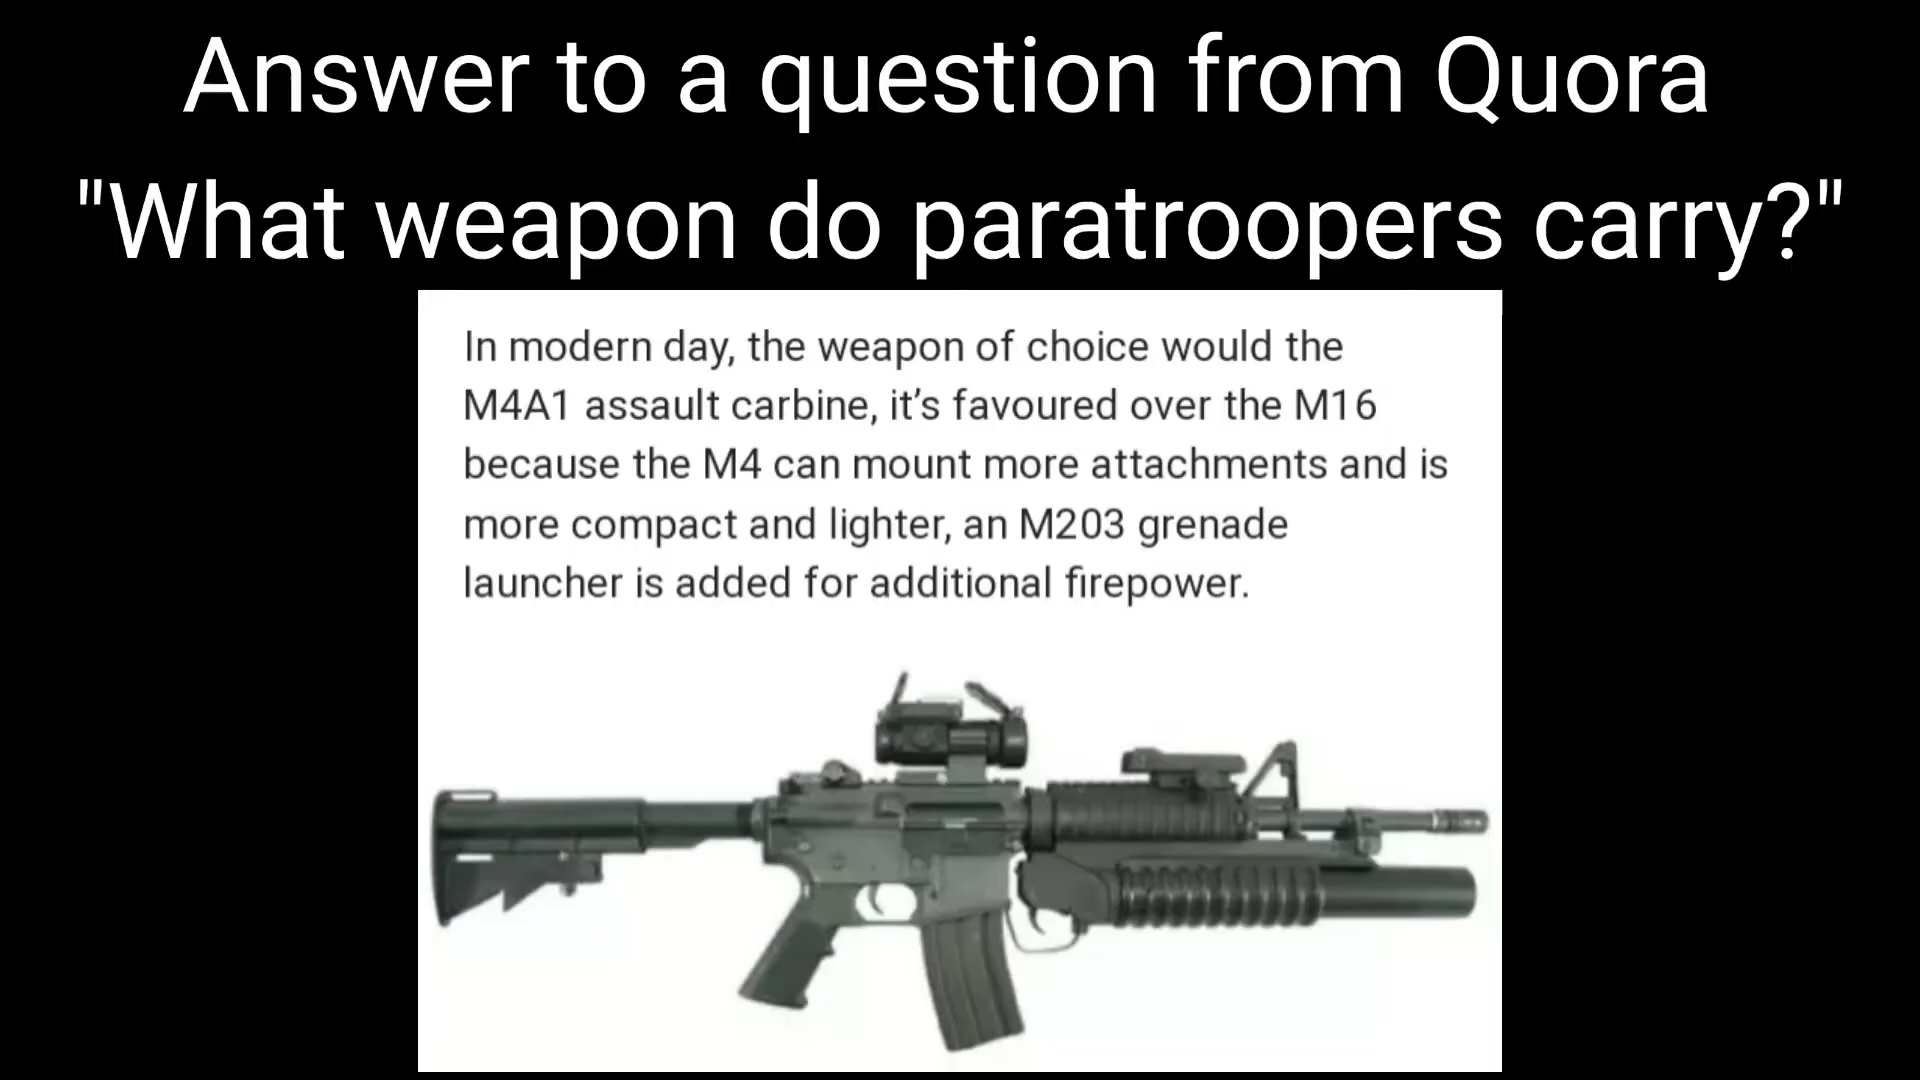 Answer to a question from Quora
"What weapon do paratroopers carry?"
In modern day, the weapon of choice would the
M4A1 assault carbine, it's favoured over the M16
because the M4 can mount more attachments and is
more compact and lighter, an M203 grenade
launcher is added for additional firepower.